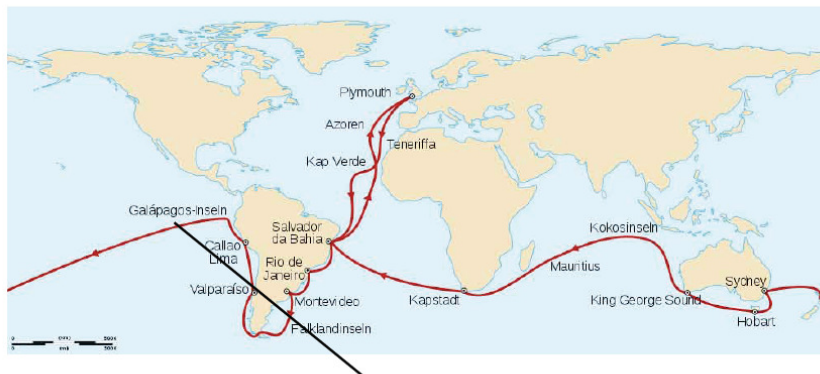 Plymouth
Azoren
Teneriffa
Kap Verde
Galápagos-Inseln
Salvador
da Bahia
Kokosinseln
Callao
Lima
Rio de
Janeiro
Mauritius
Sydney
Valparaíso
Montevideo
Kapstadt
King George Sound
Falklandinseln
Hobart